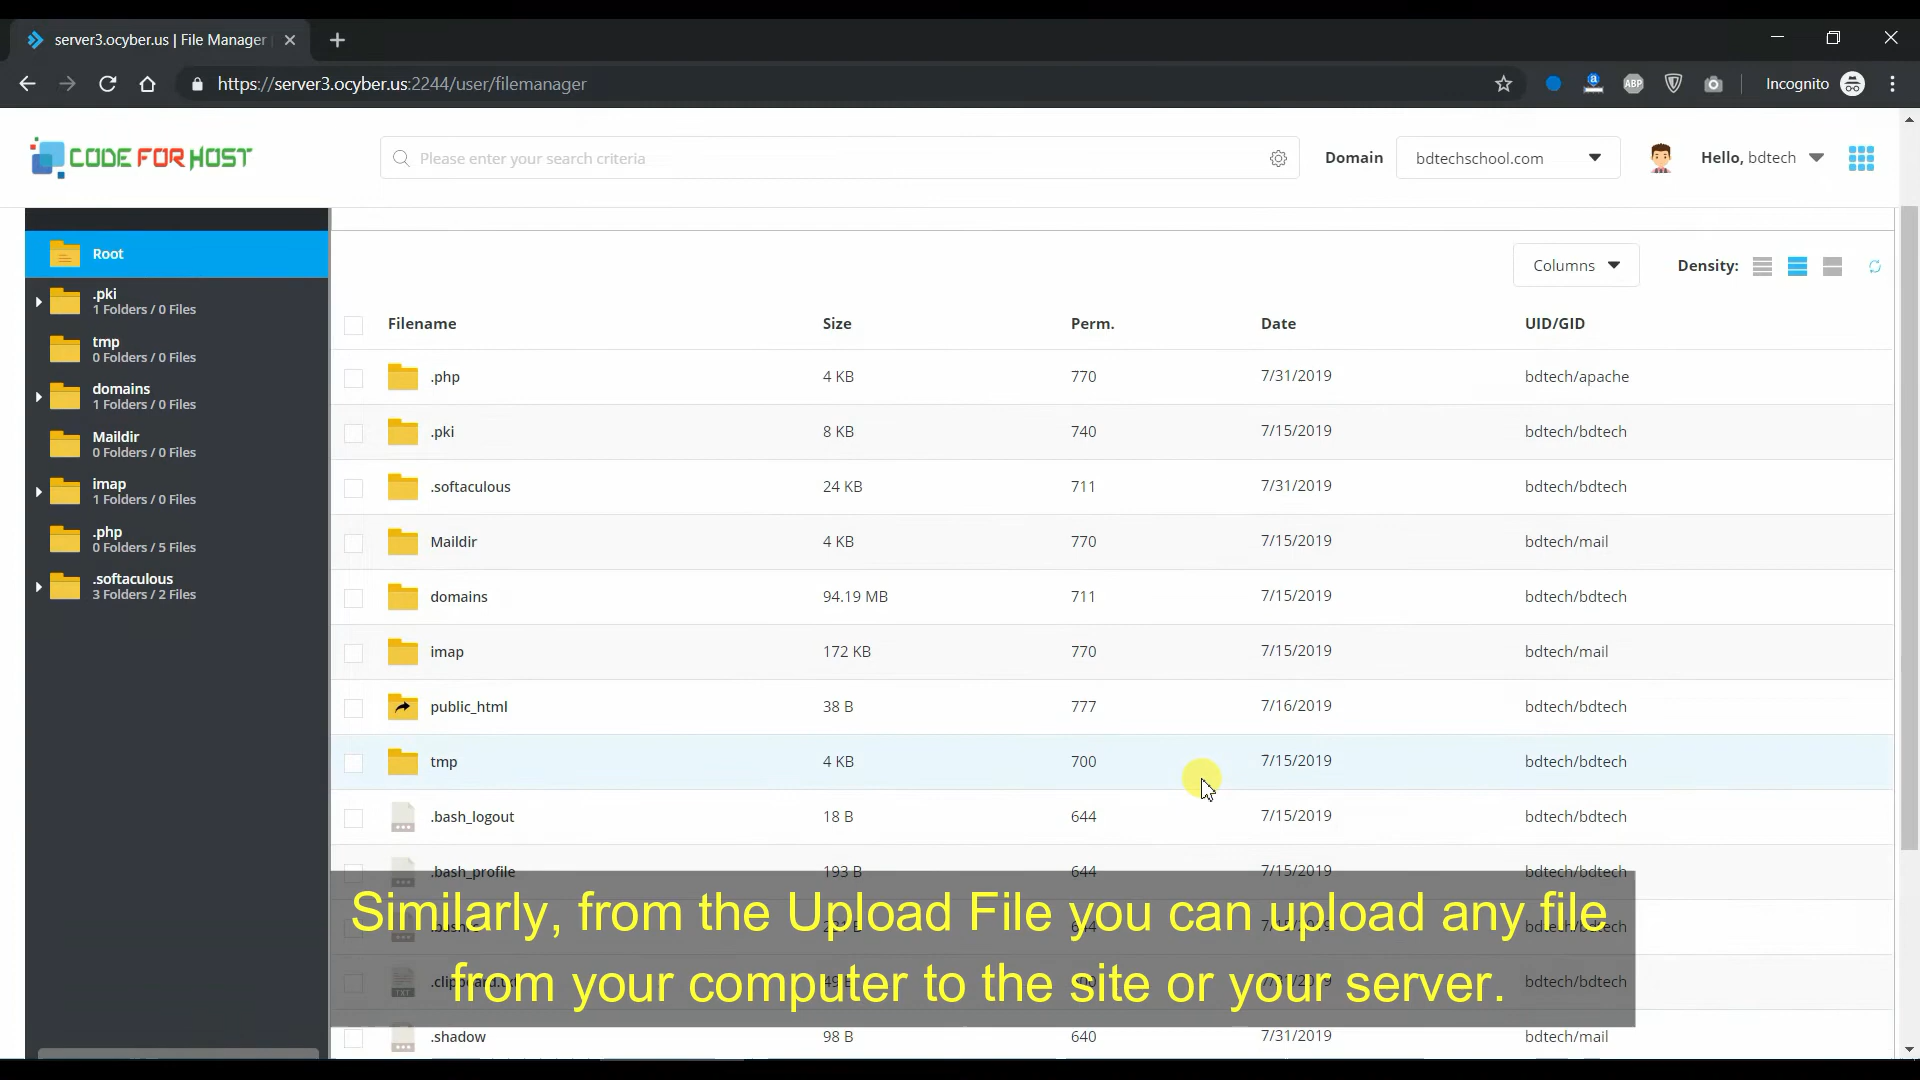 server3.ocyber.us | File Manager
https://server3.ocyber.us:2244/user/filemanager
ABP
Incognito
CODE FOR HOST
Please enter your search criteria
Domain
bdtechschool.com
Hello, bdtech
Root
.pki
1 Folders / 0 Files
tmp
0 Folders / 0 Files
domains
1 Folders / 0 Files
Maildir
0 Folders / 0 Files
imap
1 Folders / 0 Files
.php
0 Folders / 5 Files
.softaculous
3 Folders / 2 Files
Columns
Density:
Filename Size Perm. Date UID/GID
.php 4 KB 770 7/31/2019 bdtech/apache
.pki 8 KB 740 7/15/2019 bdtech/bdtech
.softaculous 24 KB 711 7/31/2019 bdtech/bdtech
Maildir 4 KB 770 7/15/2019 bdtech/mail
domains 94.19 MB 711 7/15/2019 bdtech/bdtech
imap 172 KB 770 7/15/2019 bdtech/mail
public_html 38 B 777 7/16/2019 bdtech/bdtech
tmp 4 KB 700 7/15/2019 bdtech/bdtech
.bash_logout 18 B 644 7/15/2019 bdtech/bdtech
.bash_profile 193 B 644 7/15/2019 bdtech/bdtech
bdtech/bdtech
TXT bdtech/bdtech
Similarly, from the Upload File you can upload any file
from your computer to the site or your server.
.shadow 98 B 640 7/31/2019 bdtech/mail